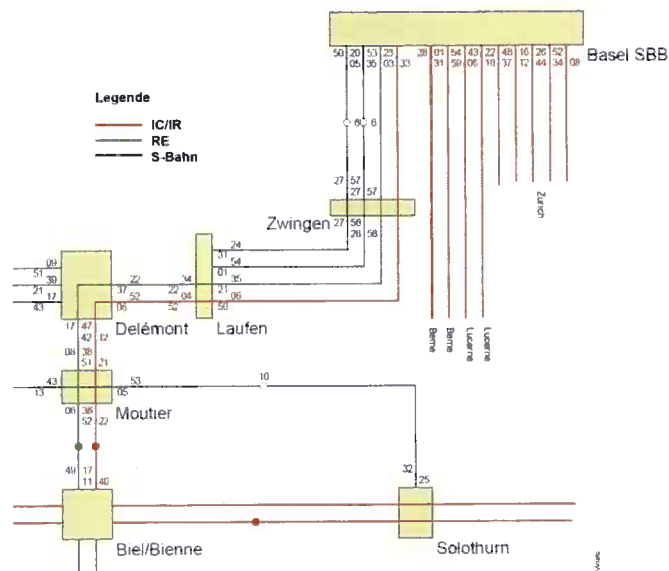 50 20 53 23 28 01 54 43 22 48 16 26 52
05 35 03 33 31 59 06 18 37 12 44 34 08
Basel SBB
Legende
IC/IR
RE
S-Bahn
6 6
27 57
27 57
Zwingen
27 58
28 58
Zurich
24
31
54
01
09
51
39
21
17
43
22 34 35
37 22 21
52 04 06
06 52 50
Delémont
Laufen
17 47
42 12
Berne
Berne
Lucerne
Lucerne
08 38
51 21
43
13
53
05
10
Moutier
06 38
52 22
49 17
11 40
32
25
Biel/Bienne
Solothurn